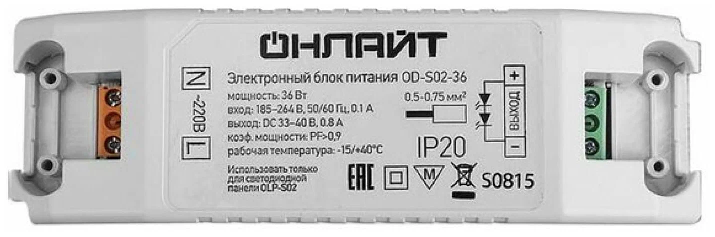 ОНЛАЙТ
Электронный блок питания OD-S02-36
мощность: 36 Вт
вход: 185-264 В, 50/60 Гц, 0.1 А
выход: DC 33-40 В, 0.8 А
коэф. мощности: PF>0,9
рабочая температура: -15/+40°С
Использовать только
для светодиодной
панели OLP-S02
N
~220В
L
0.5-0,75 мм²
IP20
+
ВЫХОД
−
EAC
M
S0815